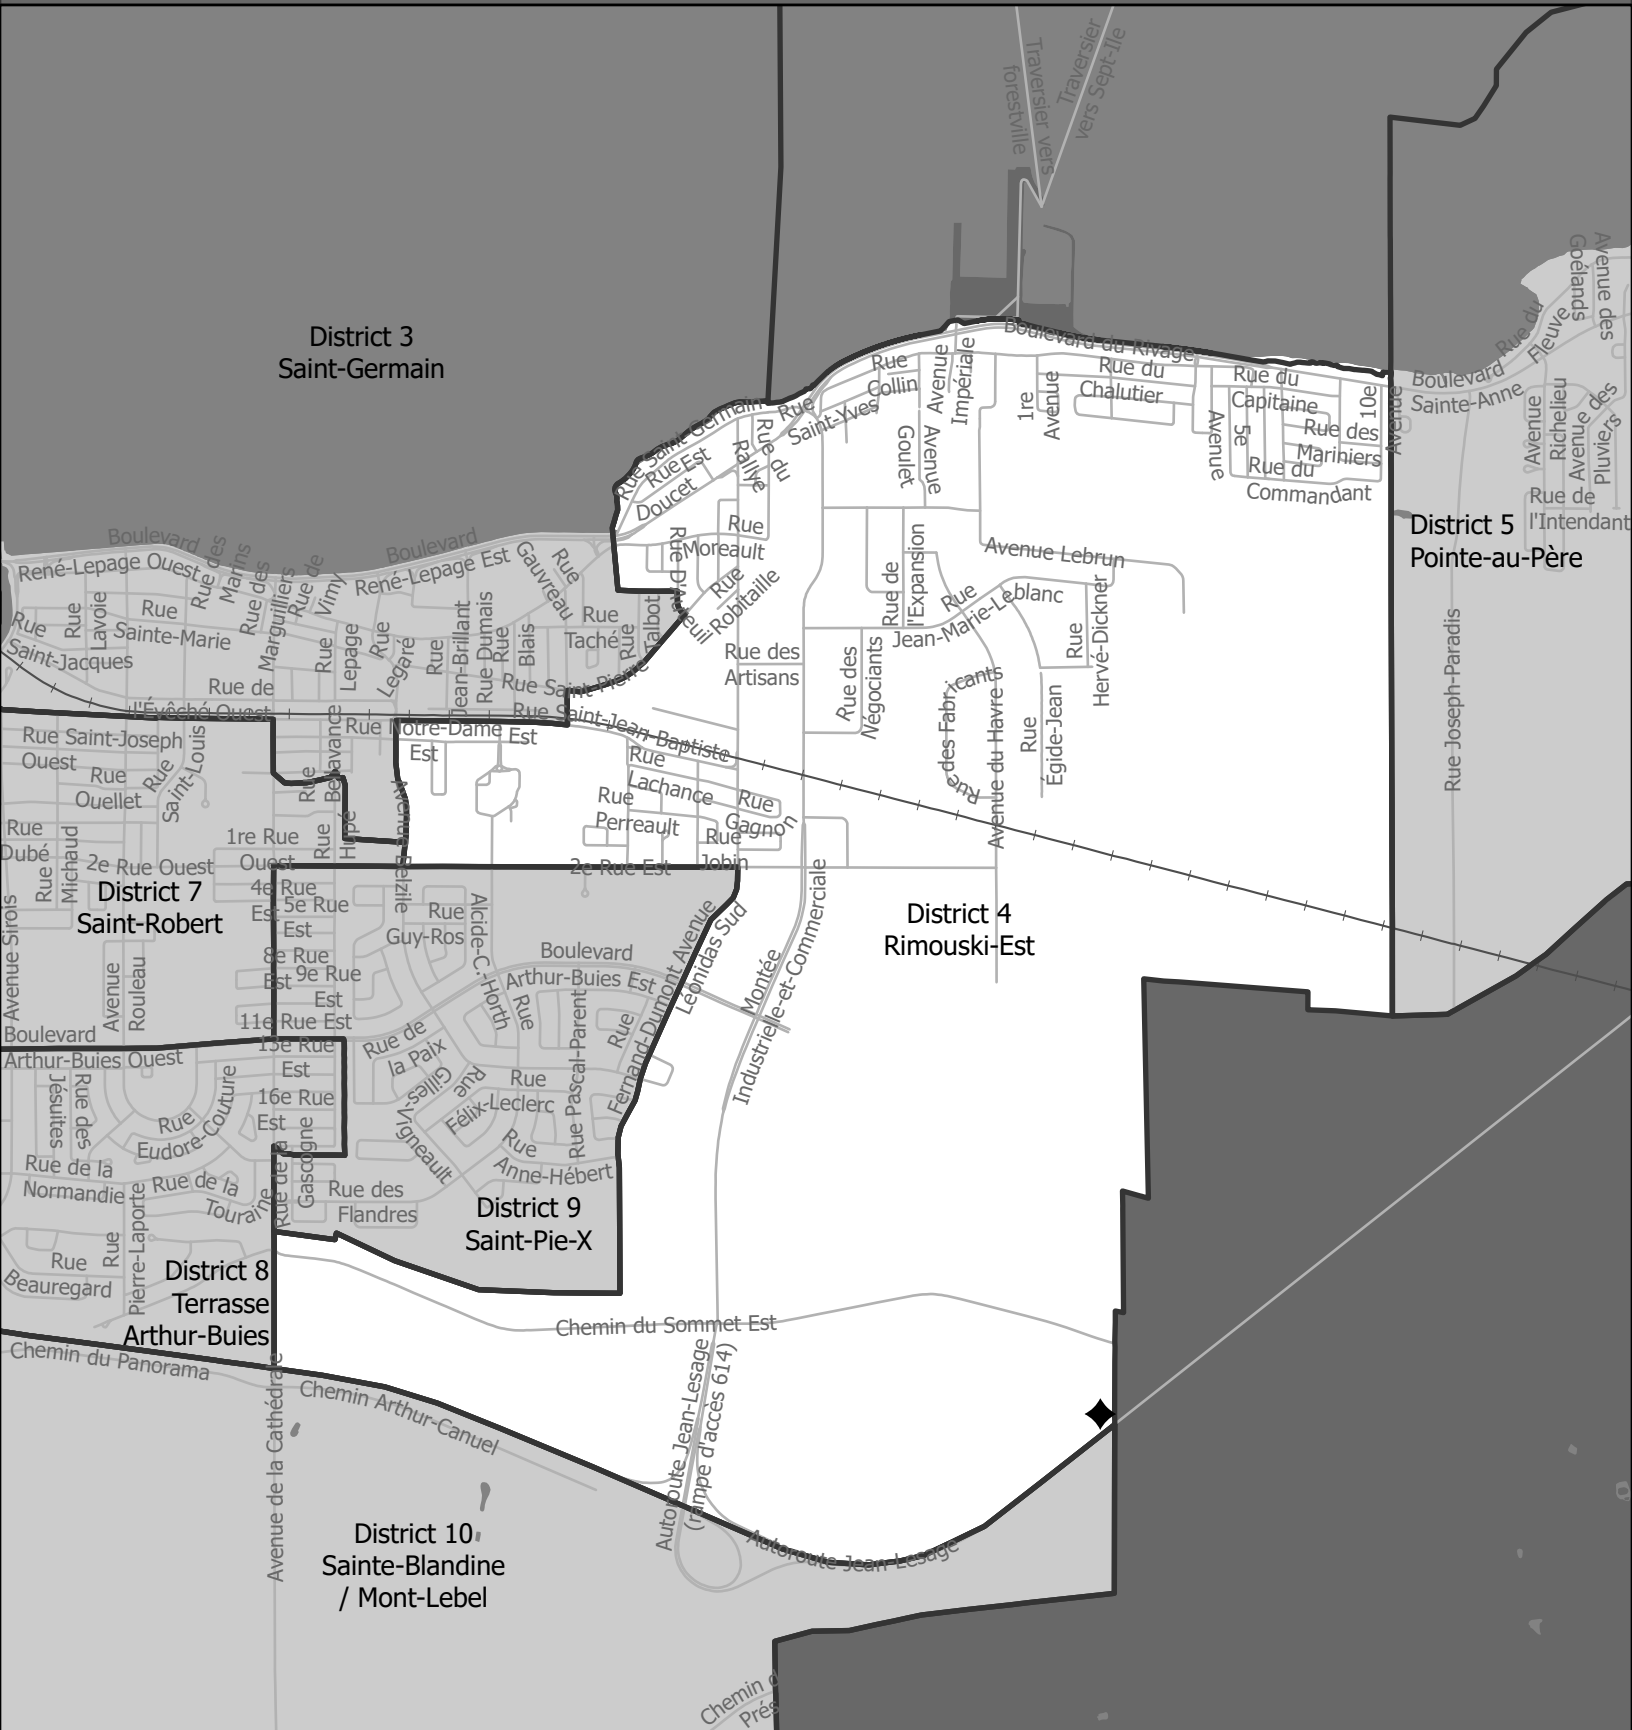 Traversier vers
forestville
Traversier
vers Sept-Ile
District 3
Saint-Germain
Boulevard du Rivage
Avenue des
Goélands
Rue du
Fleuve
Boulevard
Sainte-Anne
Avenue
Richelieu
Avenue des
Pluviers
Rue de
l'Intendant
District 5
Pointe-au-Père
Rue Joseph-Paradis
Rue
Collin
Avenue
Impériale
1re
Avenue
Rue du
Chalutier
Rue du
Capitaine
10e
Avenue
Rue des
Mariniers
5e
Avenue
Rue du
Commandant
Rue
Saint-Yves
Rue Saint-Germain
Est
Rue
Doucet
Rue du
Rallye
Avenue
Goulet
Rue
Moreault
Rue D'Auteuil
Rue
Robitaille
Avenue Lebrun
Rue de
l'Expansion
Rue
Jean-Marie-Leblanc
Rue
Hervé-Dickner
Rue des
Artisans
Rue des
Négociants
Rue
des Fabricants
Avenue du Havre
Rue
Égide-Jean
Boulevard
René-Lepage Ouest
Rue des
Marins
Rue des
Marguilliers
Rue de
Vimy
Boulevard
René-Lepage Est
Rue
Gauvreau
Rue
Lavoie
Rue
Sainte-Marie
Rue
Saint-Jacques
Rue
Lepage
Rue
Legaré
Rue
Jean-Brillant
Rue Dumais
Rue
Blais
Rue
Taché
Rue
Talbot
Rue Saint-Pierre
Rue de
l'Évêché Ouest
Rue Saint-Jean-Baptiste
Rue Notre-Dame
Est
Est
Rue Saint-Joseph
Ouest
Rue
Ouellet
Rue
Saint-Louis
Rue
Belavance
Rue
Lachance
Rue
Perreault
Rue
Gagnon
Rue
Jobin
Rue
Dubé
Rue
Michaud
1re Rue
Ouest
Rue
Hupé
Avenue Belzile
2e Rue Ouest
2e Rue Est
District 7
Saint-Robert
4e Rue
Est
5e Rue
Est
8e Rue
Est
9e Rue
Est
11e Rue Est
13e Rue
Est
16e Rue
Est
Avenue Sirois
Avenue
Rouleau
Boulevard
Arthur-Buies Ouest
Rue
Guy-Ros
Alcide-C.-Horth
Boulevard
Arthur-Buies Est
Rue
Avenue
Léonidas Sud
Rue
Fernand-Dumont
Montée
Industrielle-et-Commerciale
District 4
Rimouski-Est
Rue de
la Paix
Rue
Gilles-
-Vigneault
Rue
Félix-Leclerc
Rue Pascal-Parent
Rue
Anne-Hébert
Rue des
Jésuites
Rue
Eudore-Couture
Rue de la
Normandie
Rue de la
Touraine
Rue de la
Gascogne
Rue des
Flandres
District 9
Saint-Pie-X
Rue
Beauregard
Rue
Pierre-Laporte
District 8
Terrasse
Arthur-Buies
Chemin du Sommet Est
Chemin du Panorama
Chemin Arthur-Canuel
Avenue de la Cathédrale
Autoroute Jean-Lesage
(rampe d'accès 614)
Autoroute Jean-Lesage
District 10
Sainte-Blandine
/ Mont-Lebel
Chemin d
Prés